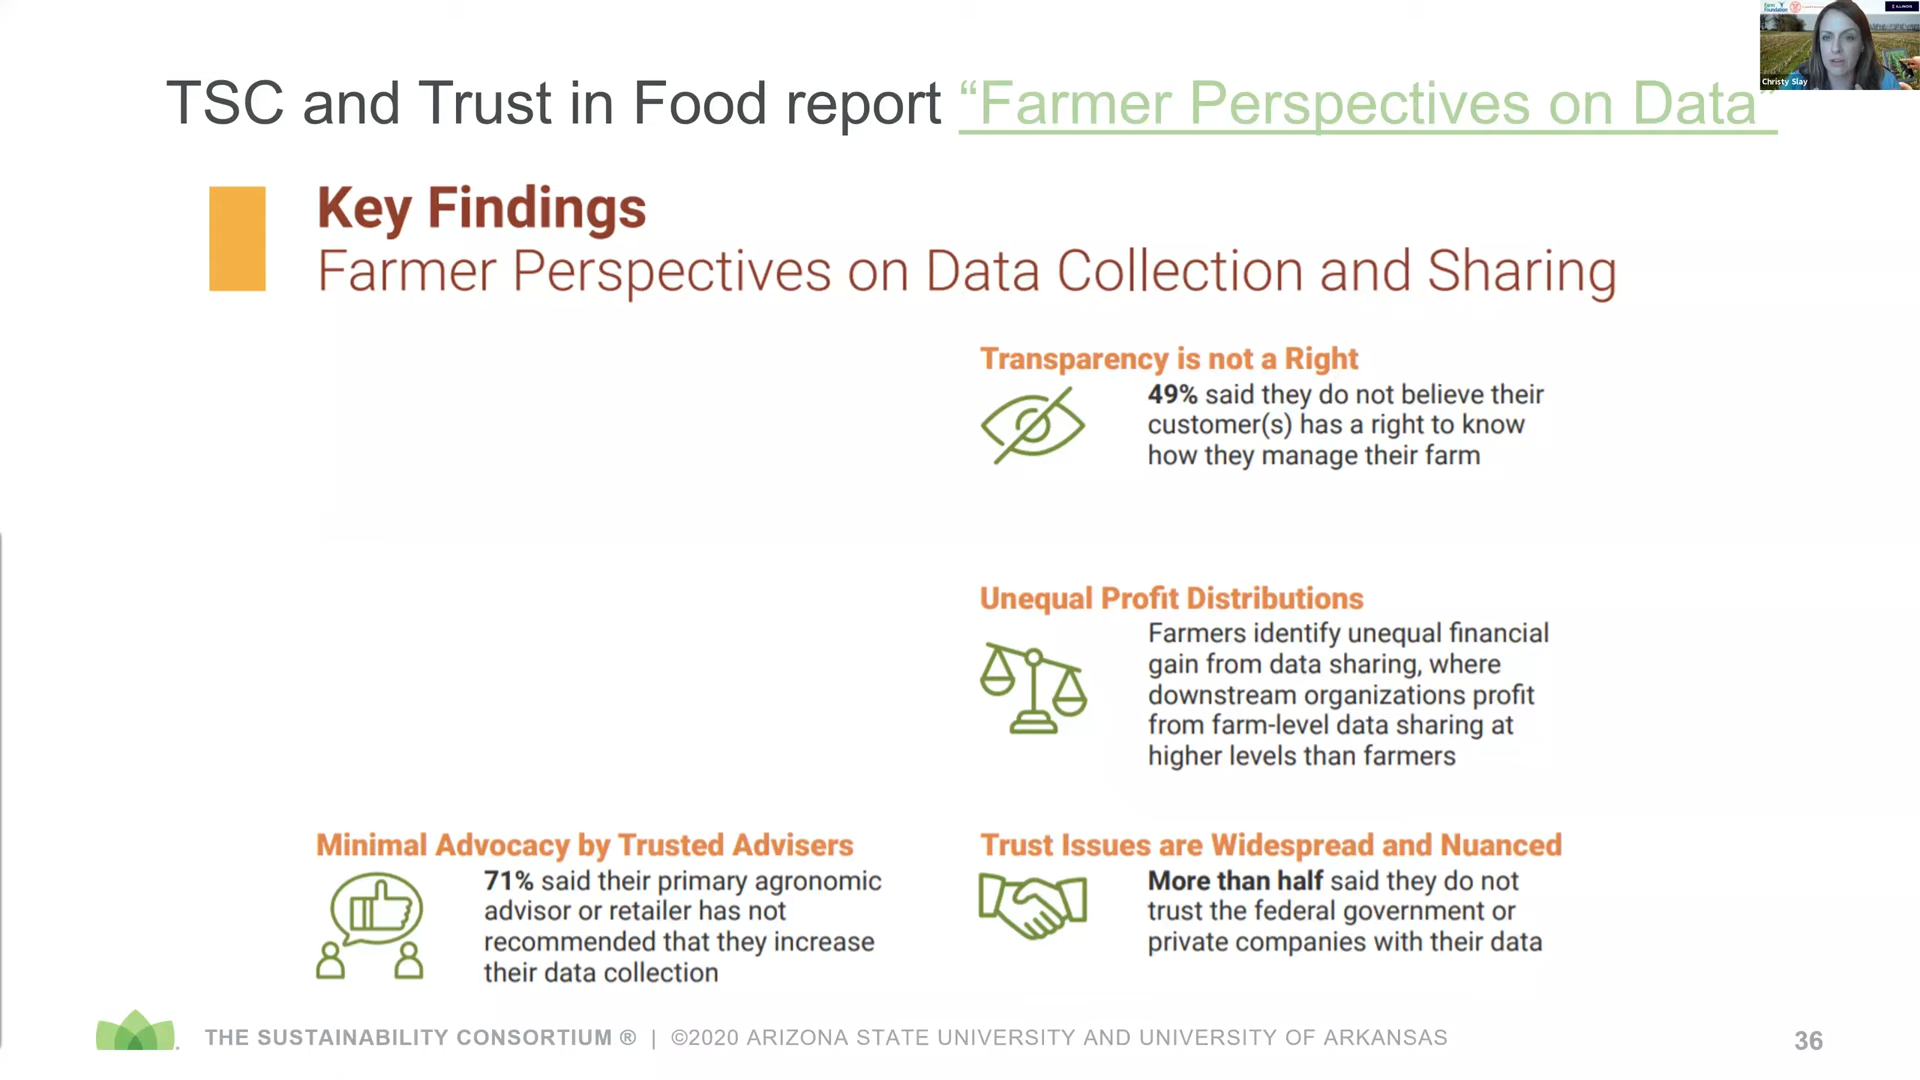 TSC and Trust in Food report “Farmer Perspectives on Data”
Farm Foundation
ILLINOIS
Christy Slay
Key Findings
Farmer Perspectives on Data Collection and Sharing
Transparency is not a Right
49% said they do not believe their
customer(s) has a right to know
how they manage their farm
Unequal Profit Distributions
Farmers identify unequal financial
gain from data sharing, where
downstream organizations profit
from farm-level data sharing at
higher levels than farmers
Minimal Advocacy by Trusted Advisers
71% said their primary agronomic
advisor or retailer has not
recommended that they increase
their data collection
Trust Issues are Widespread and Nuanced
More than half said they do not
trust the federal government or
private companies with their data
THE SUSTAINABILITY CONSORTIUM ® | ©2020 ARIZONA STATE UNIVERSITY AND UNIVERSITY OF ARKANSAS
36